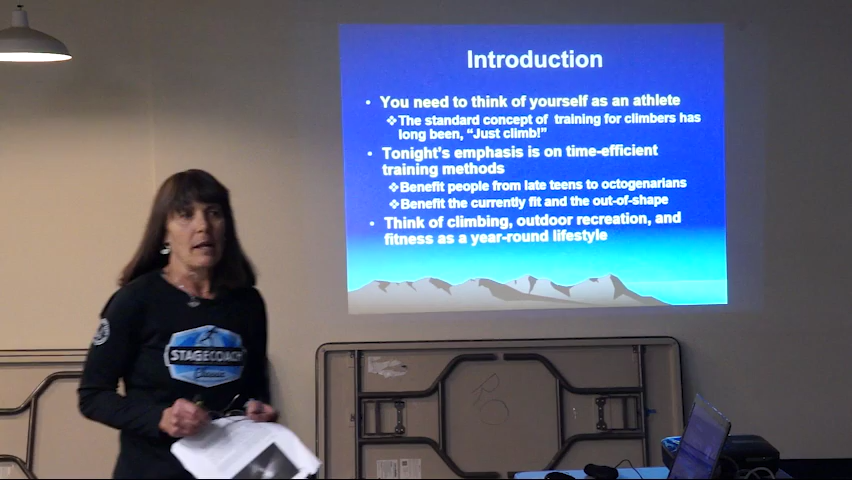 Introduction
• You need to think of yourself as an athlete
❖The standard concept of training for climbers has
long been, "Just climb!"
• Tonight's emphasis is on time-efficient
training methods
❖Benefit people from late teens to octogenarians
❖Benefit the currently fit and the out-of-shape
• Think of climbing, outdoor recreation, and
fitness as a year-round lifestyle
STAGECOACH